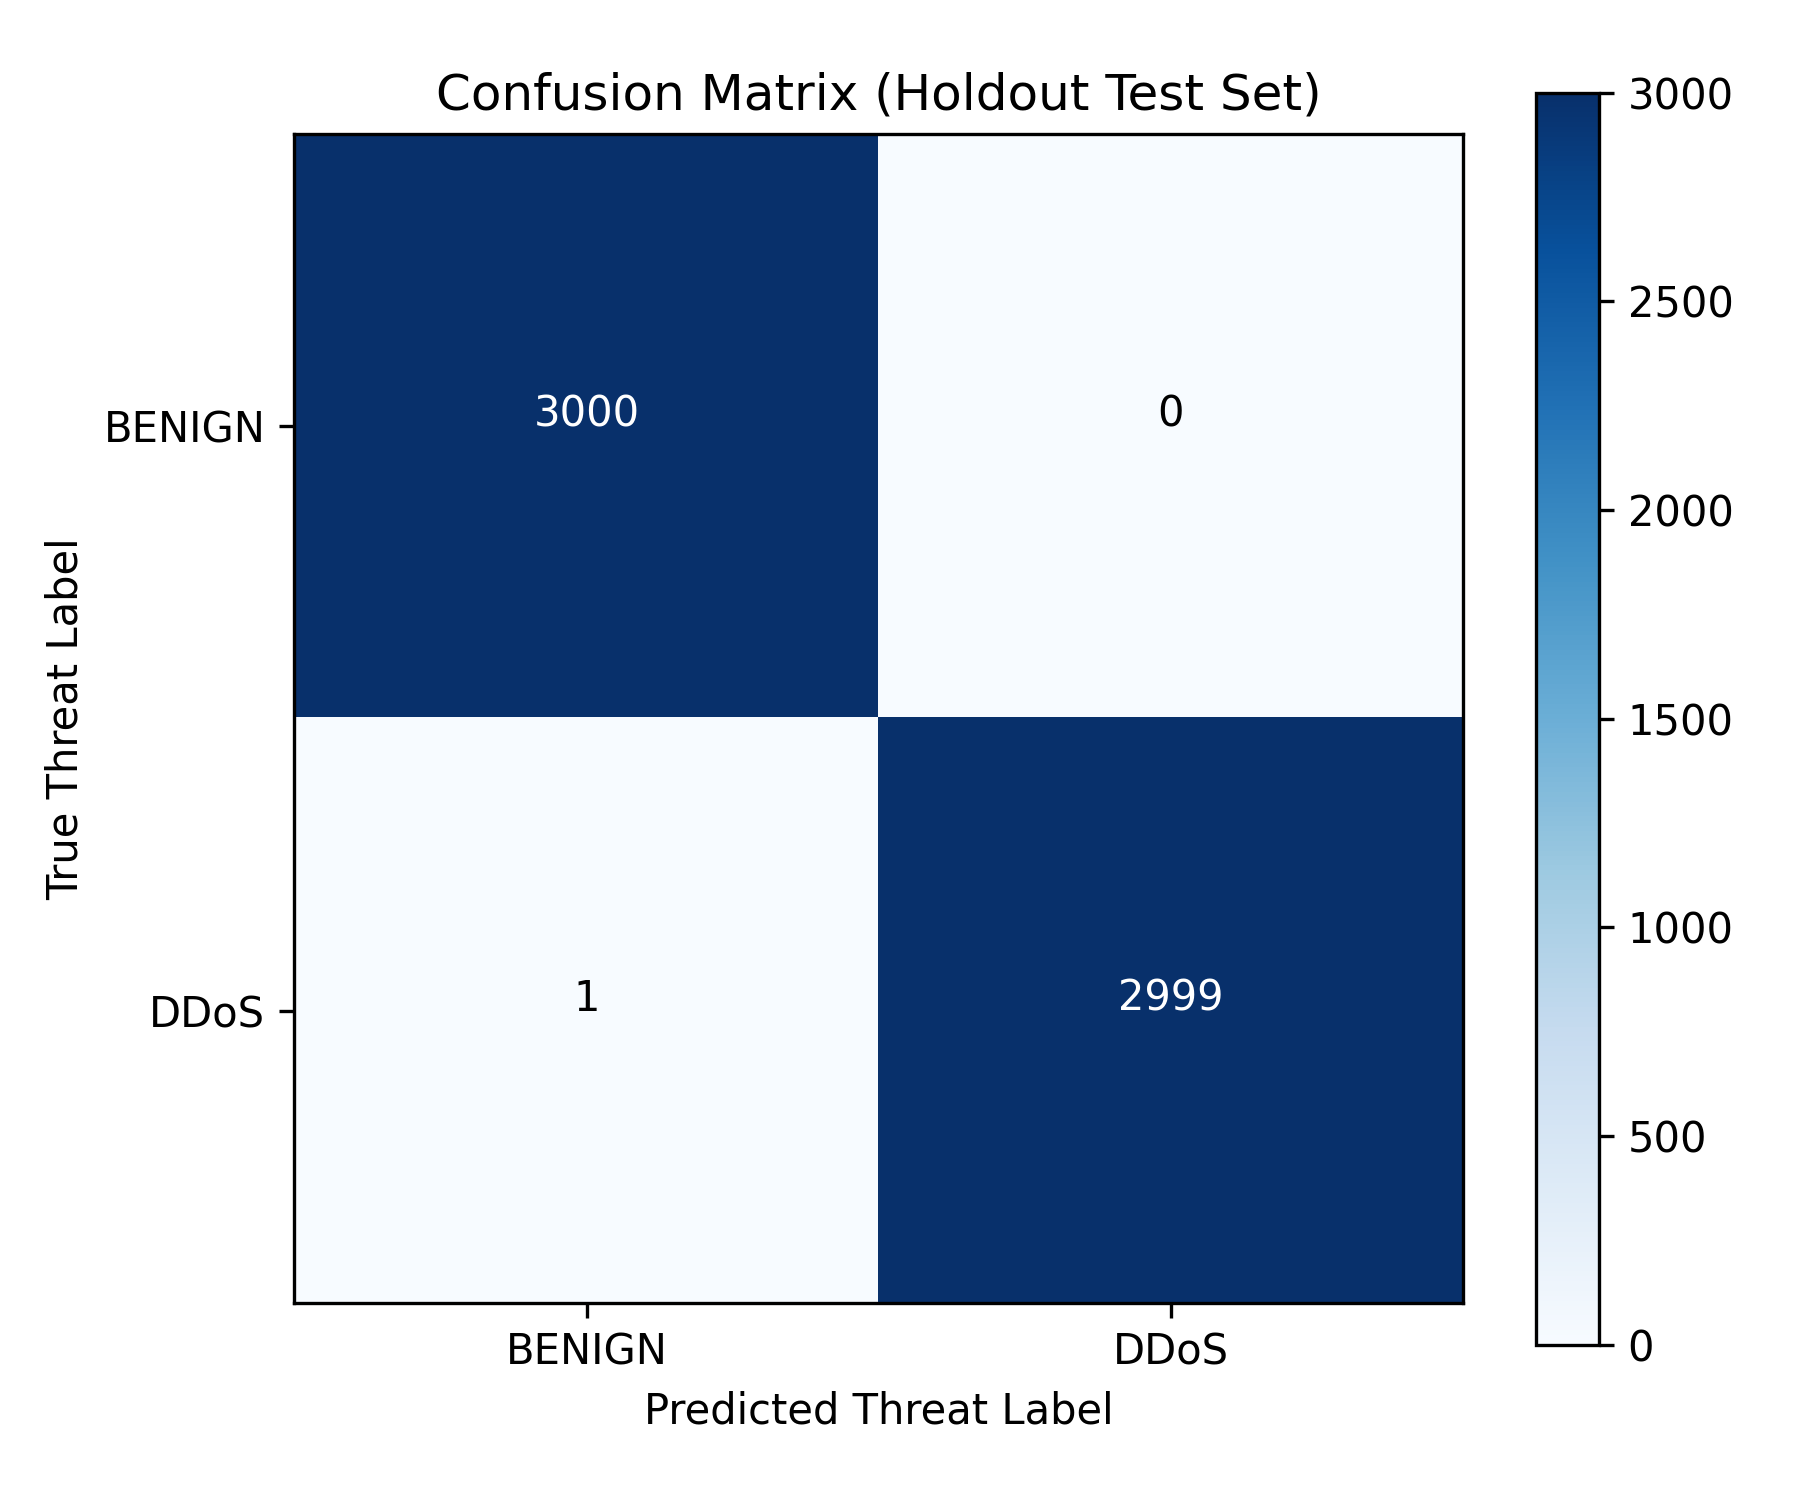 Confusion Matrix (Holdout Test Set)
True Threat Label
BENIGN
DDoS
3000
0
1
2999
BENIGN
DDoS
Predicted Threat Label
3000
2500
2000
1500
1000
500
0